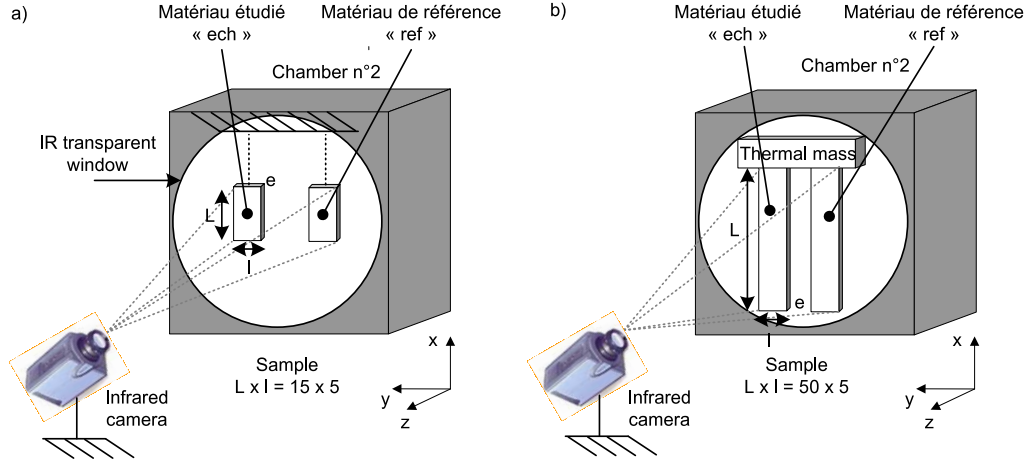 a)
Matériau étudié
« ech »
Matériau de référence
« ref »
Chamber n°2
IR transparent
window
e
L
l
Sample
L x l = 15 x 5
Infrared
camera
x
y
z
b)
Matériau étudié
« ech »
Matériau de référence
« ref »
Chamber n°2
Thermal mass
L
e
l
Sample
L x l = 50 x 5
Infrared
camera
x
y
z